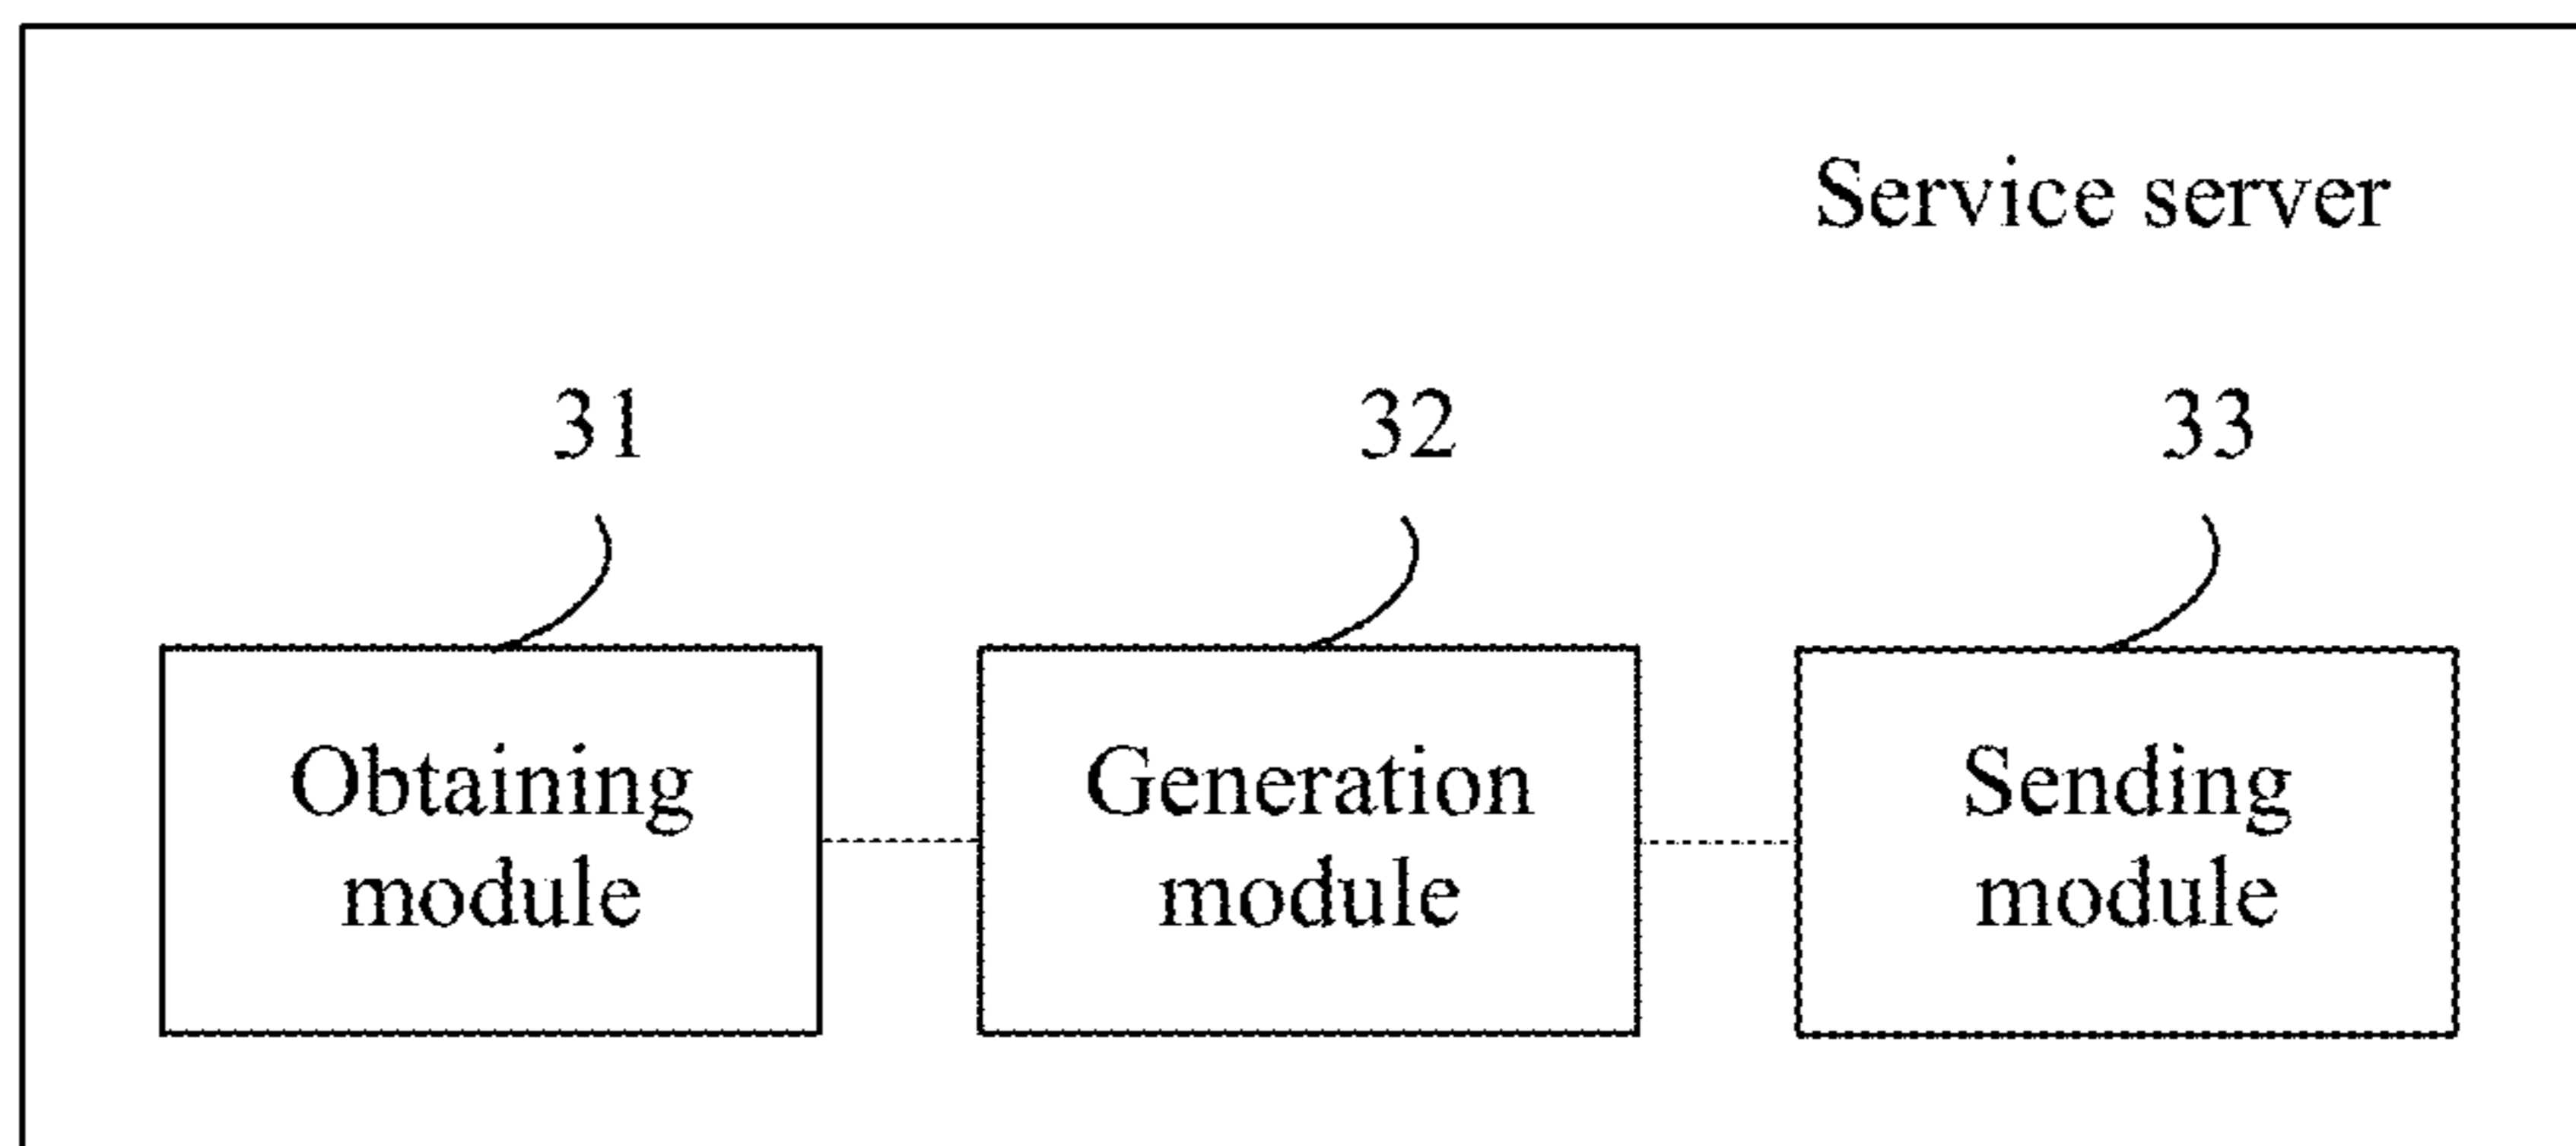 Service server
31
32
33
Obtaining
module
Generation
module
Sending
module